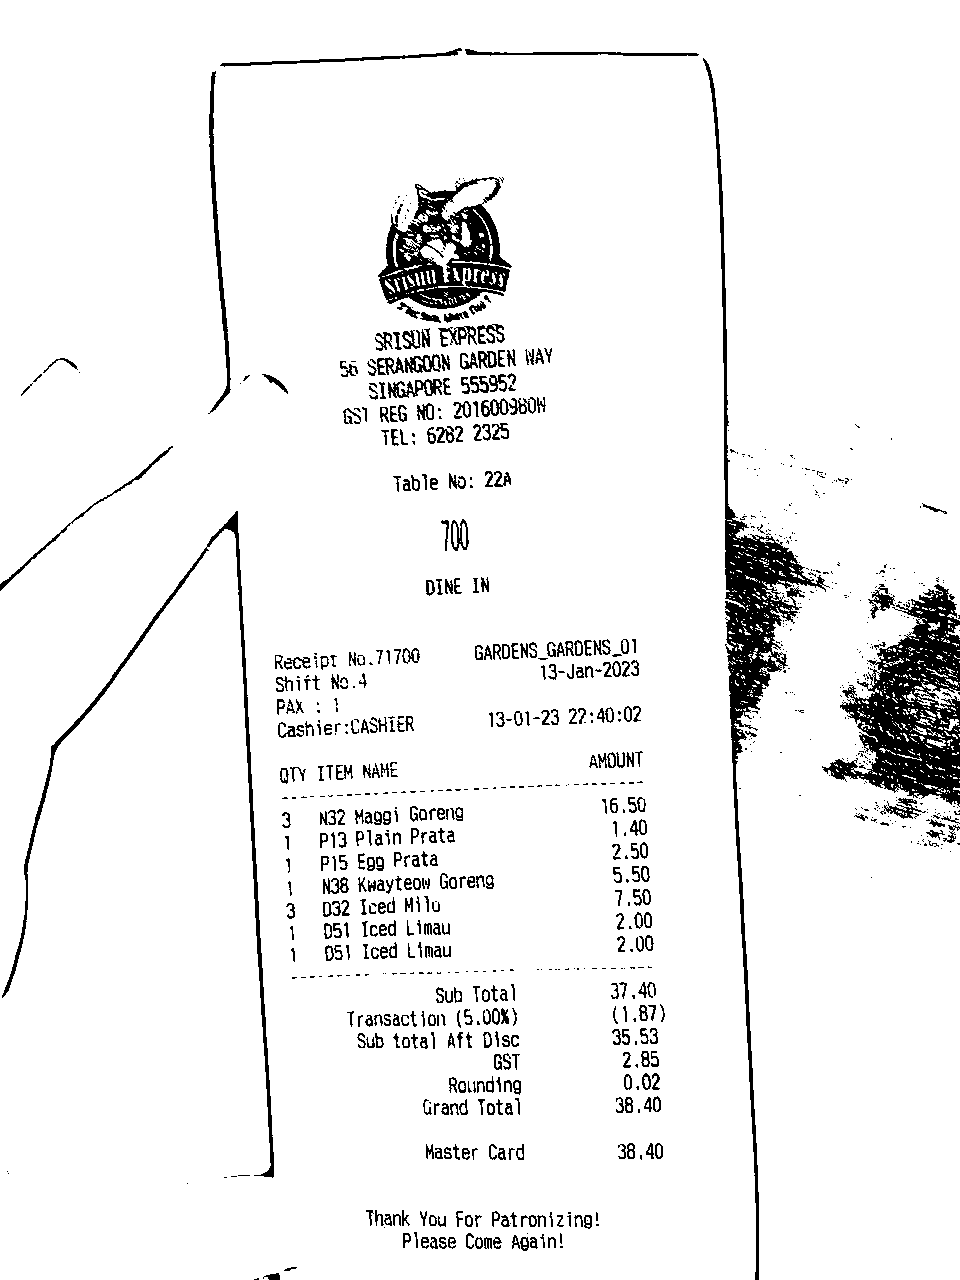 Srisun Express
SRISUN EXPRESS
56 SERANGOON GARDEN WAY
SINGAPORE 555952
GST REG NO: 201600980W
TEL: 6282 2325
Table No: 22A
700
DINE IN
Receipt No.71700 GARDENS_GARDENS_01
Shift No.4 13-Jan-2023
PAX : 1
Cashier:CASHIER 13-01-23 22:40:02
QTY ITEM NAME AMOUNT
3 N32 Maggi Goreng 16.50
1 P13 Plain Prata 1.40
1 P15 Egg Prata 2.50
1 N38 Kwayteow Goreng 5.50
3 D32 Iced Milo 7.50
1 D51 Iced Limau 2.00
1 D51 Iced Limau 2.00
Sub Total 37.40
Transaction (5.00%) (1.87)
Sub total Aft Disc 35.53
GST 2.85
Rounding 0.02
Grand Total 38.40
Master Card 38.40
Thank You For Patronizing!
Please Come Again!